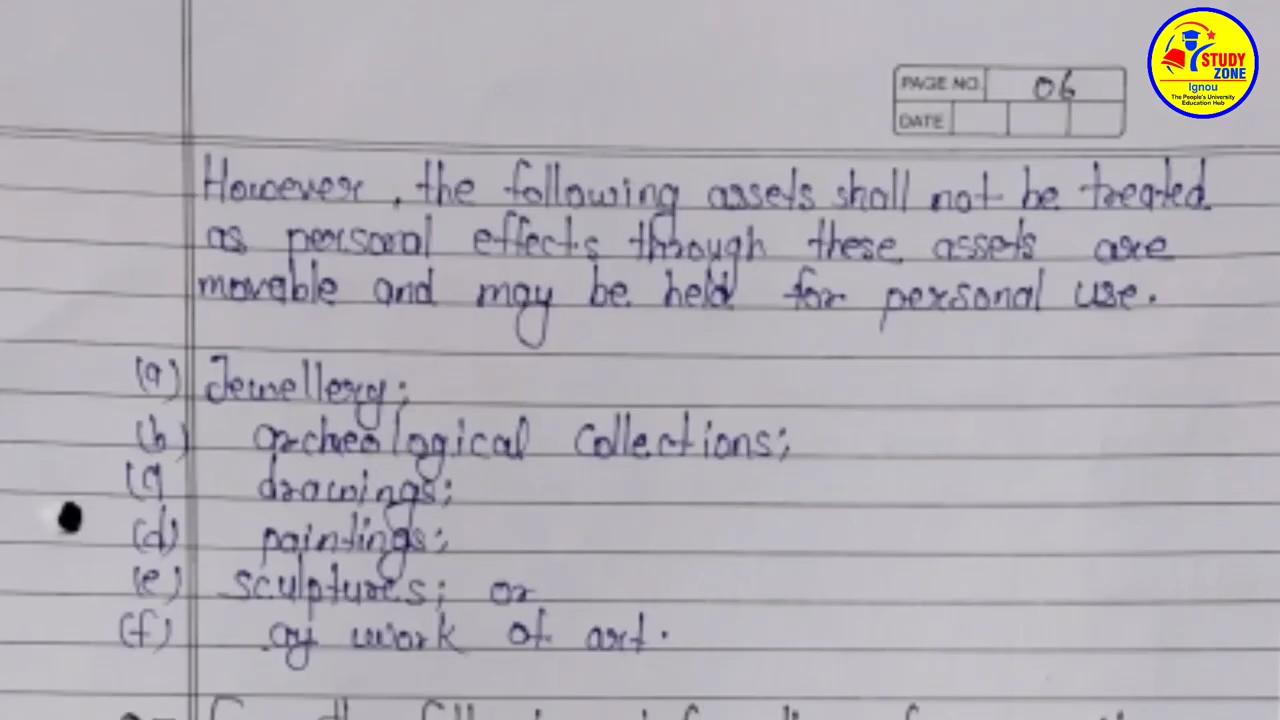 STUDY
ZONE
Ignou
The People's University
Education Hub
PAGE NO. 06
DATE
However, the following assets shall not be treated
as personal effects through these assets are
movable and may be held for personal use.
(a) Jewellery;
(b) archeological collections;
(c) drawings;
(d) paintings;
(e) sculptures; or
(f) any work of art.